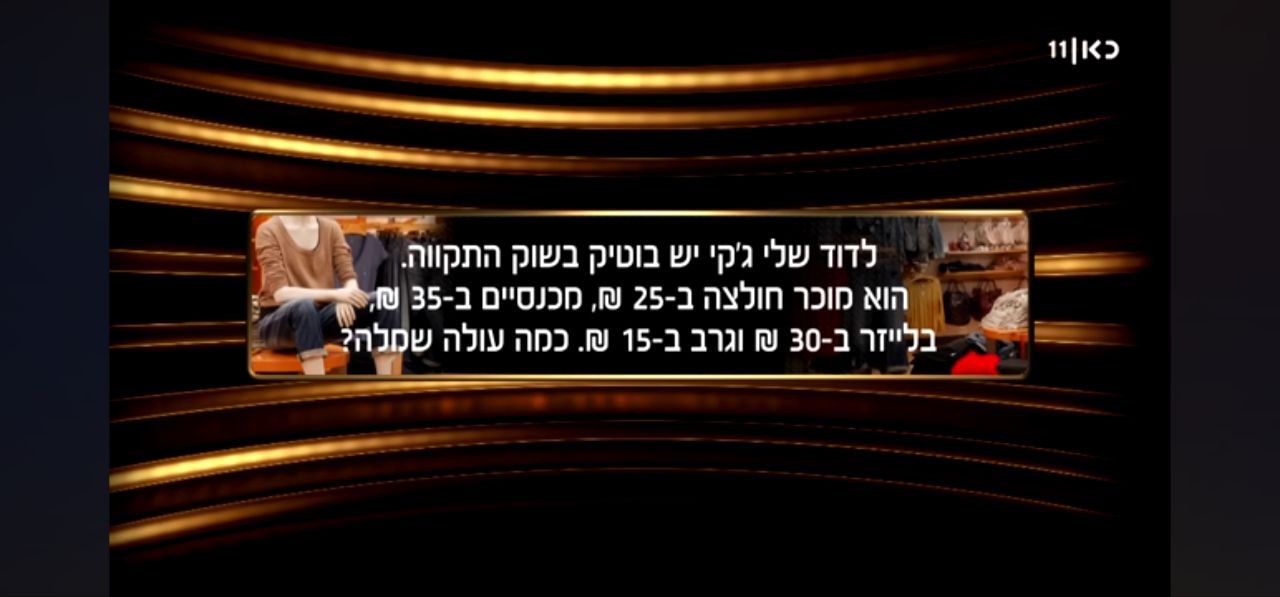 כאן|11
לדוד שלי ג'קי יש בוטיק בשוק התקווה.
הוא מוכר חולצה ב-25 ₪, מכנסיים ב-35 ₪,
בלייזר ב-30 ₪ וגרב ב-15 ₪. כמה עולה שמלה?